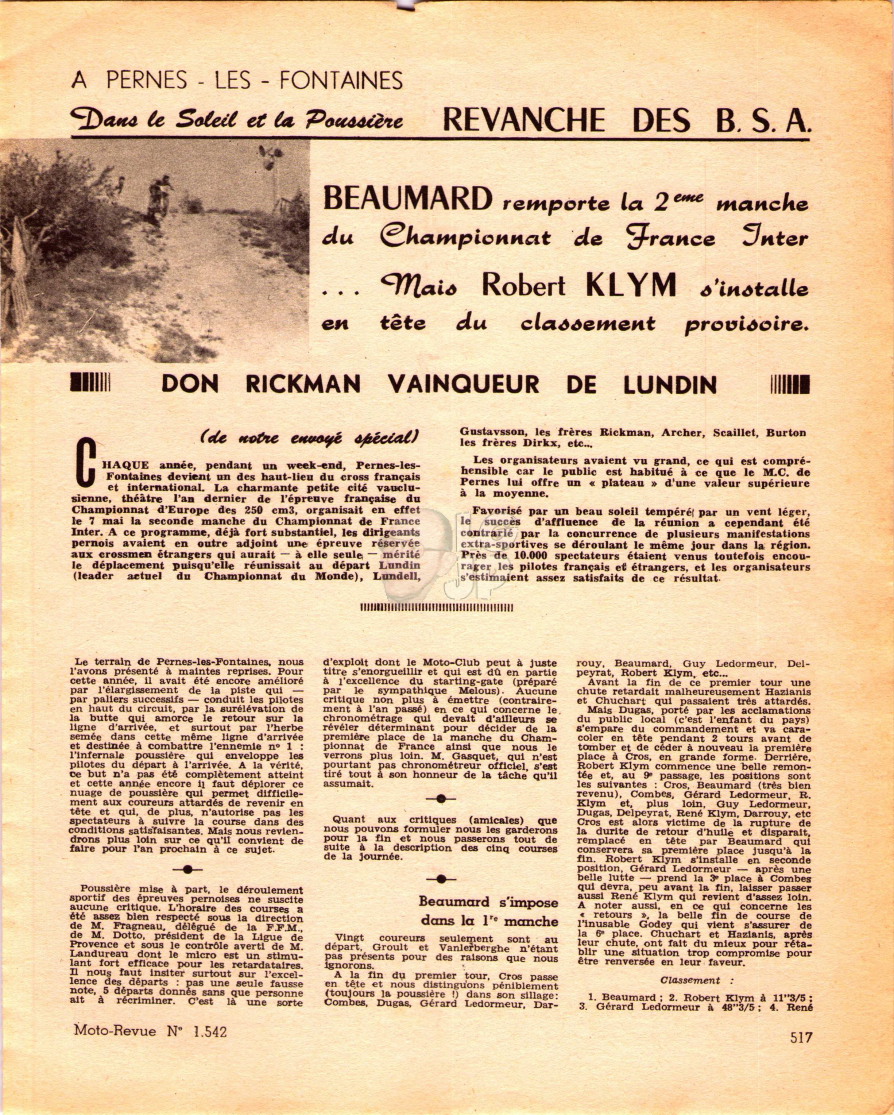 A PERNES - LES - FONTAINES
Dans le Soleil et la Poussière REVANCHE DES B. S. A.
BEAUMARD remporte la 2eme manche
du Championnat de France Inter
... Mais Robert KLYM s'installe
en tête du classement provisoire.
DON RICKMAN VAINQUEUR DE LUNDIN
(de notre envoyé spécial)
CHAQUE année, pendant un week-end, Pernes-les-
Fontaines devient un des haut-lieu du cross français
et international. La charmante petite cité vauclu-
sienne, théâtre l'an dernier de l'épreuve française du
Championnat d'Europe des 250 cm3, organisait en effet
le 7 mai la seconde manche du Championnat de France
Inter. A ce programme, déjà fort substantiel, les dirigeants
pernois avaient en outre adjoint une épreuve réservée
aux crossmen étrangers qui aurait — à elle seule — mérité
le déplacement puisqu'elle réunissait au départ Lundin
(leader actuel du Championnat du Monde), Lundell,
Gustavsson, les frères Rickman, Archer, Scaillet, Burton
les frères Dirkx, etc...
Les organisateurs avaient vu grand, ce qui est compré-
hensible car le public est habitué à ce que le M.C. de
Pernes lui offre un « plateau » d'une valeur supérieure
à la moyenne.
Favorisé par un beau soleil tempéré par un vent léger,
le succès d'affluence de la réunion a cependant été
contrarié par la concurrence de plusieurs manifestations
extra-sportives se déroulant le même jour dans la région.
Près de 10.000 spectateurs étaient venus toutefois encou-
rager les pilotes français et étrangers, et les organisateurs
s'estimaient assez satisfaits de ce résultat.
Le terrain de Pernes-les-Fontaines, nous
l'avons présenté à maintes reprises. Pour
cette année, il avait été encore amélioré
par l'élargissement de la piste qui —
par paliers successifs — conduit les pilotes
en haut du circuit, par la surélévation de
la butte qui amorce le retour sur la
ligne d'arrivée, et surtout par l'herbe
semée dans cette même ligne d'arrivée
et destinée à combattre l'ennemie n° 1 :
l'infernale poussière qui enveloppe les
pilotes du départ à l'arrivée. A la vérité,
ce but n'a pas été complètement atteint
et cette année encore il faut déplorer ce
nuage de poussière qui permet difficile-
ment aux coureurs attardés de revenir en
tête et qui, de plus, n'autorise pas les
spectateurs à suivre la course dans des
conditions satisfaisantes. Mais nous revien-
drons plus loin sur ce qu'il convient de
faire pour l'an prochain à ce sujet.
Poussière mise à part, le déroulement
sportif des épreuves pernoises ne suscite
aucune critique. L'horaire des courses a
été assez bien respecté sous la direction
de M. Fragneau, délégué de la F.F.M.,
de M. Dotto, président de la Ligue de
Provence et sous le contrôle averti de M.
Landureau dont le micro est un stimu-
lant fort efficace pour les retardataires.
Il nous faut insiter surtout sur l'excel-
lence des départs : pas une seule fausse
note, 5 départs donnés sans que personne
ait à récriminer. C'est là une sorte
d'exploit dont le Moto-Club peut à juste
titre s'enorgueillir et qui est dû en partie
à l'excellence du starting-gate (préparé
par le sympathique Melous). Aucune
critique non plus à émettre (contraire-
ment à l'an passé) en ce qui concerne le
chronométrage qui devait d'ailleurs se
révéler déterminant pour décider de la
première place de la manche du Cham-
pionnat de France ainsi que nous le
verrons plus loin. M. Gasquet, qui n'est
pourtant pas chronométreur officiel, s'est
tiré tout à son honneur de la tâche qu'il
assumait.
Quant aux critiques (amicales) que
nous pouvons formuler nous les garderons
pour la fin et nous passerons tout de
suite à la description des cinq courses
de la journée.
Beaumard s'impose
dans la 1re manche
Vingt coureurs seulement sont au
départ, Groult et Vanlerberghe n'étant
pas présents pour des raisons que nous
ignorons.
A la fin du premier tour, Cros passe
en tête et nous distinguons péniblement
(toujours la poussière !) dans son sillage:
Combes, Dugas, Gérard Ledormeur, Dar-
rouy, Beaumard, Guy Ledormeur, Del-
peyrat, Robert Klym, etc...
Avant la fin de ce premier tour une
chute retardait malheureusement Hazianis
et Chuchart qui passaient trés attardés.
Mais Dugas, porté par les acclamations
du public local (c'est l'enfant du pays)
s'empare du commandement et va cara-
coler en tête pendant 2 tours avant de
tomber et de céder à nouveau la première
place à Cros, en grande forme. Derrière,
Robert Klym commence une belle remon-
tée et, au 9e passage, les positions sont
les suivantes : Cros, Beaumard (très bien
revenu), Combes, Gérard Ledormeur, R.
Klym et, plus loin, Guy Ledormeur,
Dugas, Delpeyrat, René Klym, Darrouy, etc
Cros est alors victime de la rupture de
la durite de retour d'huile et disparaît,
remplacé en tête par Beaumard qui
conservera sa première place jusqu'à la
fin. Robert Klym s'installe en seconde
position, Gérard Ledormeur — après une
belle lutte — prend la 3e place à Combes
qui devra, peu avant la fin, laisser passer
aussi René Klym qui revient d'assez loin.
A noter aussi, en ce qui concerne les
« retours », la belle fin de course de
l'inusable Godey qui vient s'assurer de
la 6e place. Chuchart et Hazianis, après
leur chute, ont fait du mieux pour réta-
blir une situation trop compromise pour
être renversée en leur faveur.
Classement :
1. Beaumard ; 2. Robert Klym à 11"3/5 ;
3. Gérard Ledormeur à 48"3/5 ; 4. René
Moto-Revue N° 1.542
517
JP